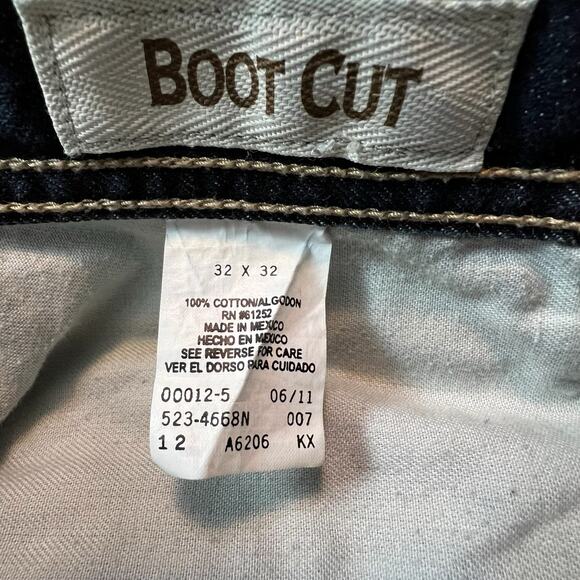 BOOT CUT
32 X 32
100% COTTON/ALGODON
RN #61252
MADE IN MEXICO
HECHO EN MEXICO
SEE REVERSE FOR CARE
VER EL DORSO PARA CUIDADO
00012-5 06/11
523-4668N 007
12 A6206 KX